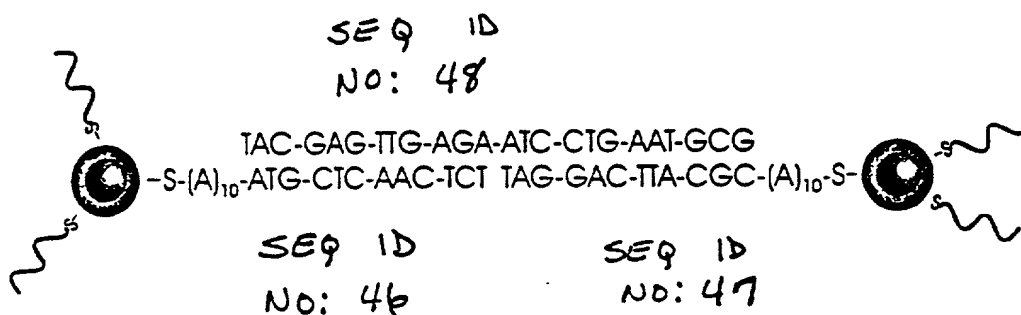 SEQ ID
NO: 48
S
TAC-GAG-TTG-AGA-ATC-CTG-AAT-GCG
S
-S-(A)10-ATG-CTC-AAC-TCT TAG-GAC-TTA-CGC-(A)10-S-
S
S
SEQ ID
NO: 46
SEQ ID
NO: 47